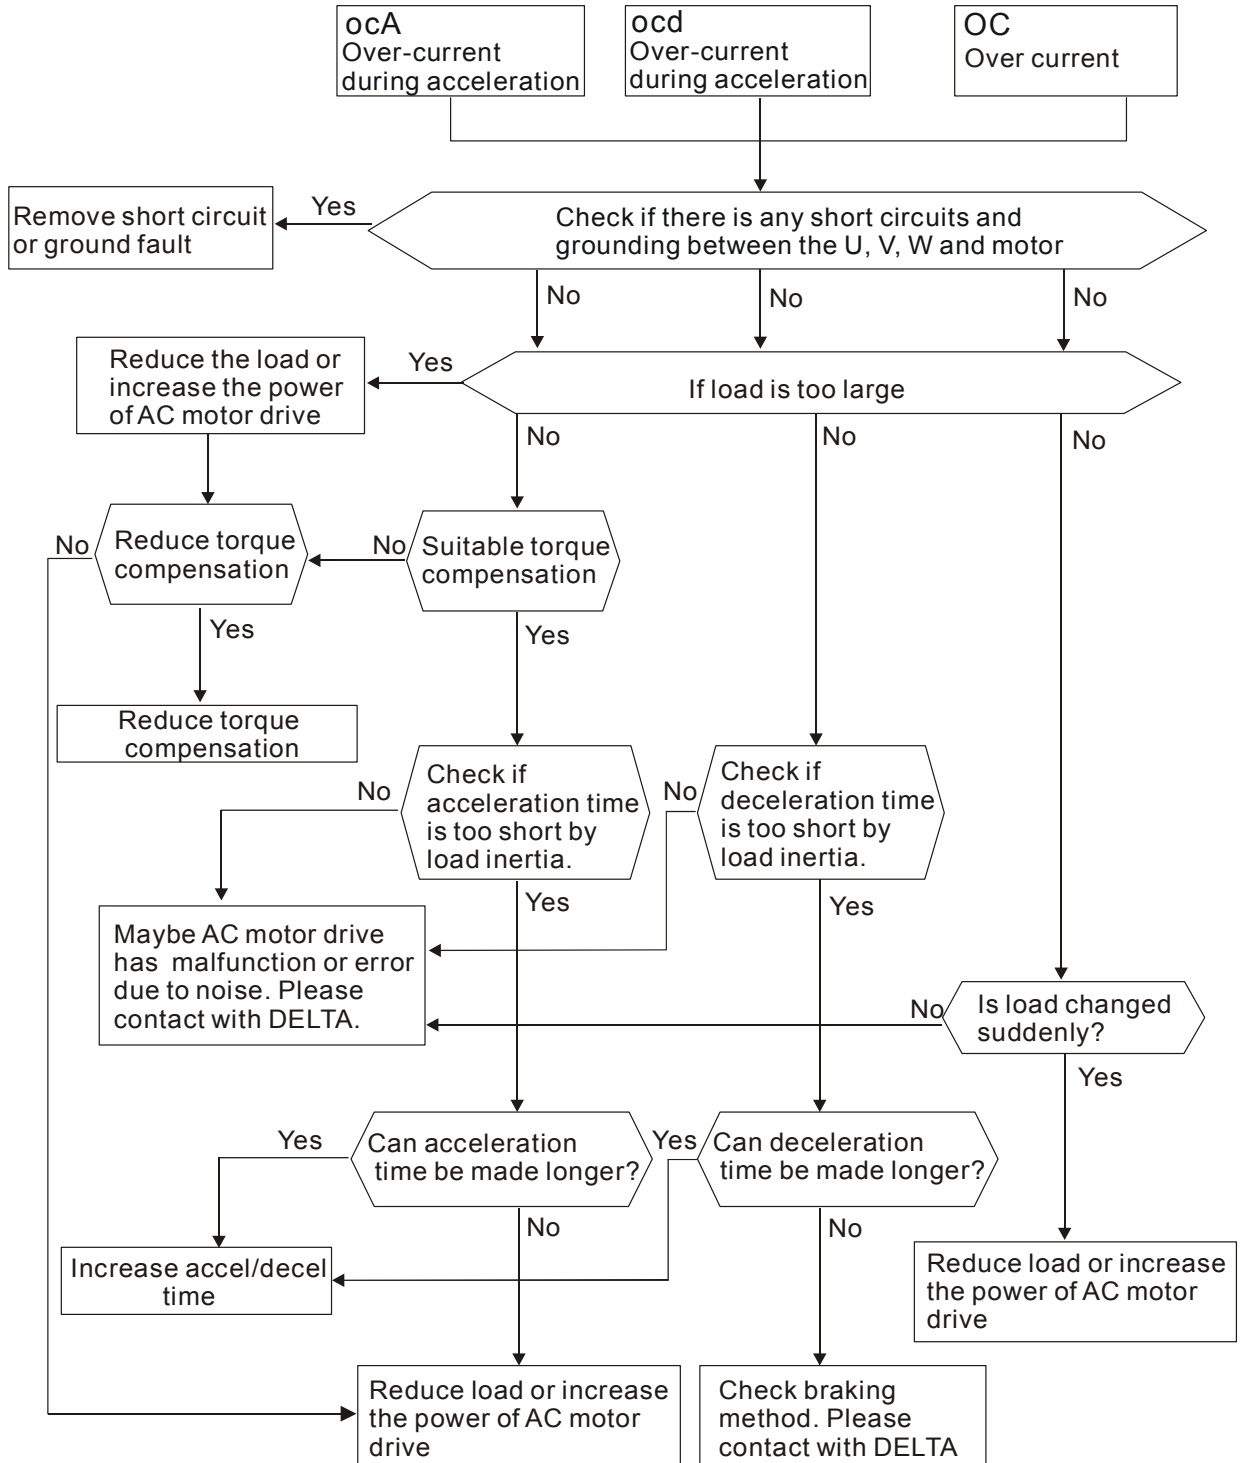 ocA
Over-current
during acceleration
ocd
Over-current
during acceleration
OC
Over current
Remove short circuit
or ground fault
Yes
Check if there is any short circuits and
grounding between the U, V, W and motor
No
No
No
Reduce the load or
increase the power
of AC motor drive
Yes
If load is too large
No
No
No
No
Reduce torque
compensation
No
Suitable torque
compensation
Yes
Yes
Reduce torque
compensation
No
Check if
acceleration time
is too short by
load inertia.
No
Check if
deceleration time
is too short by
load inertia.
Yes
Yes
Maybe AC motor drive
has malfunction or error
due to noise. Please
contact with DELTA.
No
Is load changed
suddenly?
Yes
Yes
Can acceleration
time be made longer?
Yes
Can deceleration
time be made longer?
No
No
Increase accel/decel
time
Reduce load or increase
the power of AC motor
drive
Reduce load or increase
the power of AC motor
drive
Check braking
method. Please
contact with DELTA